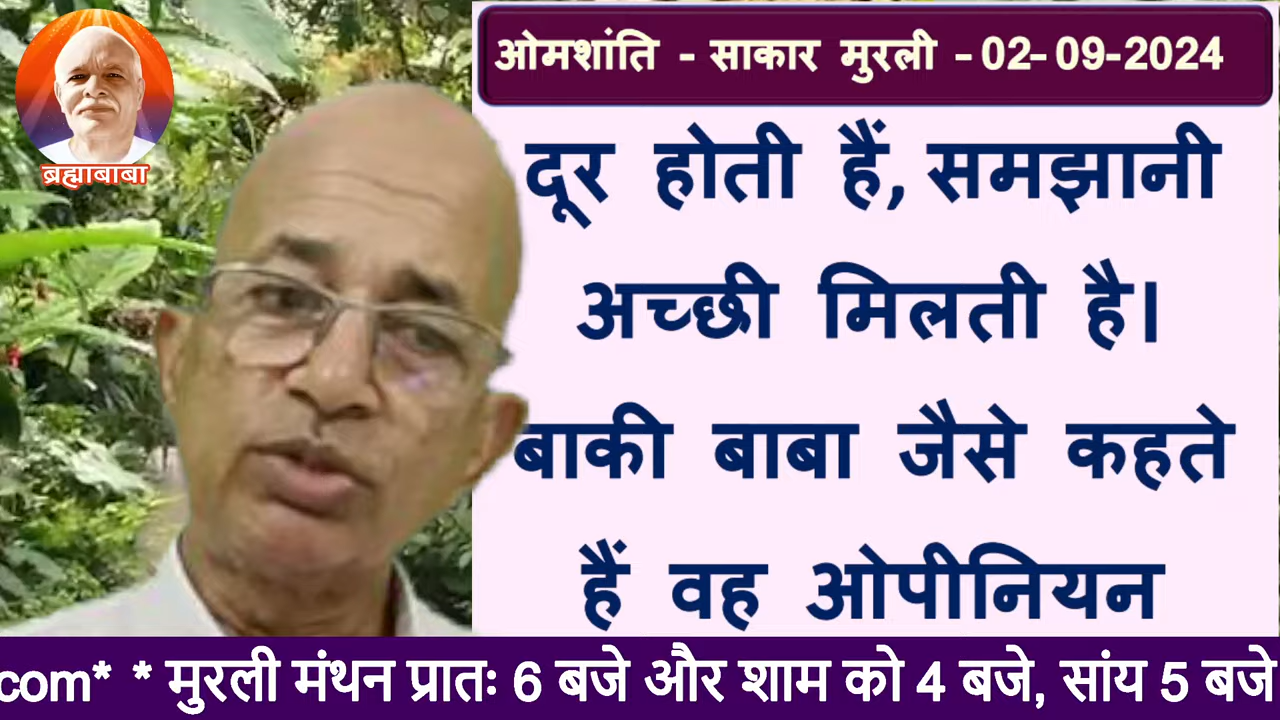 ओमशांति - साकार मुरली - 02- 09-2024
ब्रह्माबाबा
दूर होती हैं, समझानी
अच्छी मिलती है।
बाकी बाबा जैसे कहते
हैं वह ओपीनियन
com* * मुरली मंथन प्रातः 6 बजे और शाम को 4 बजे, सांय 5 बजे